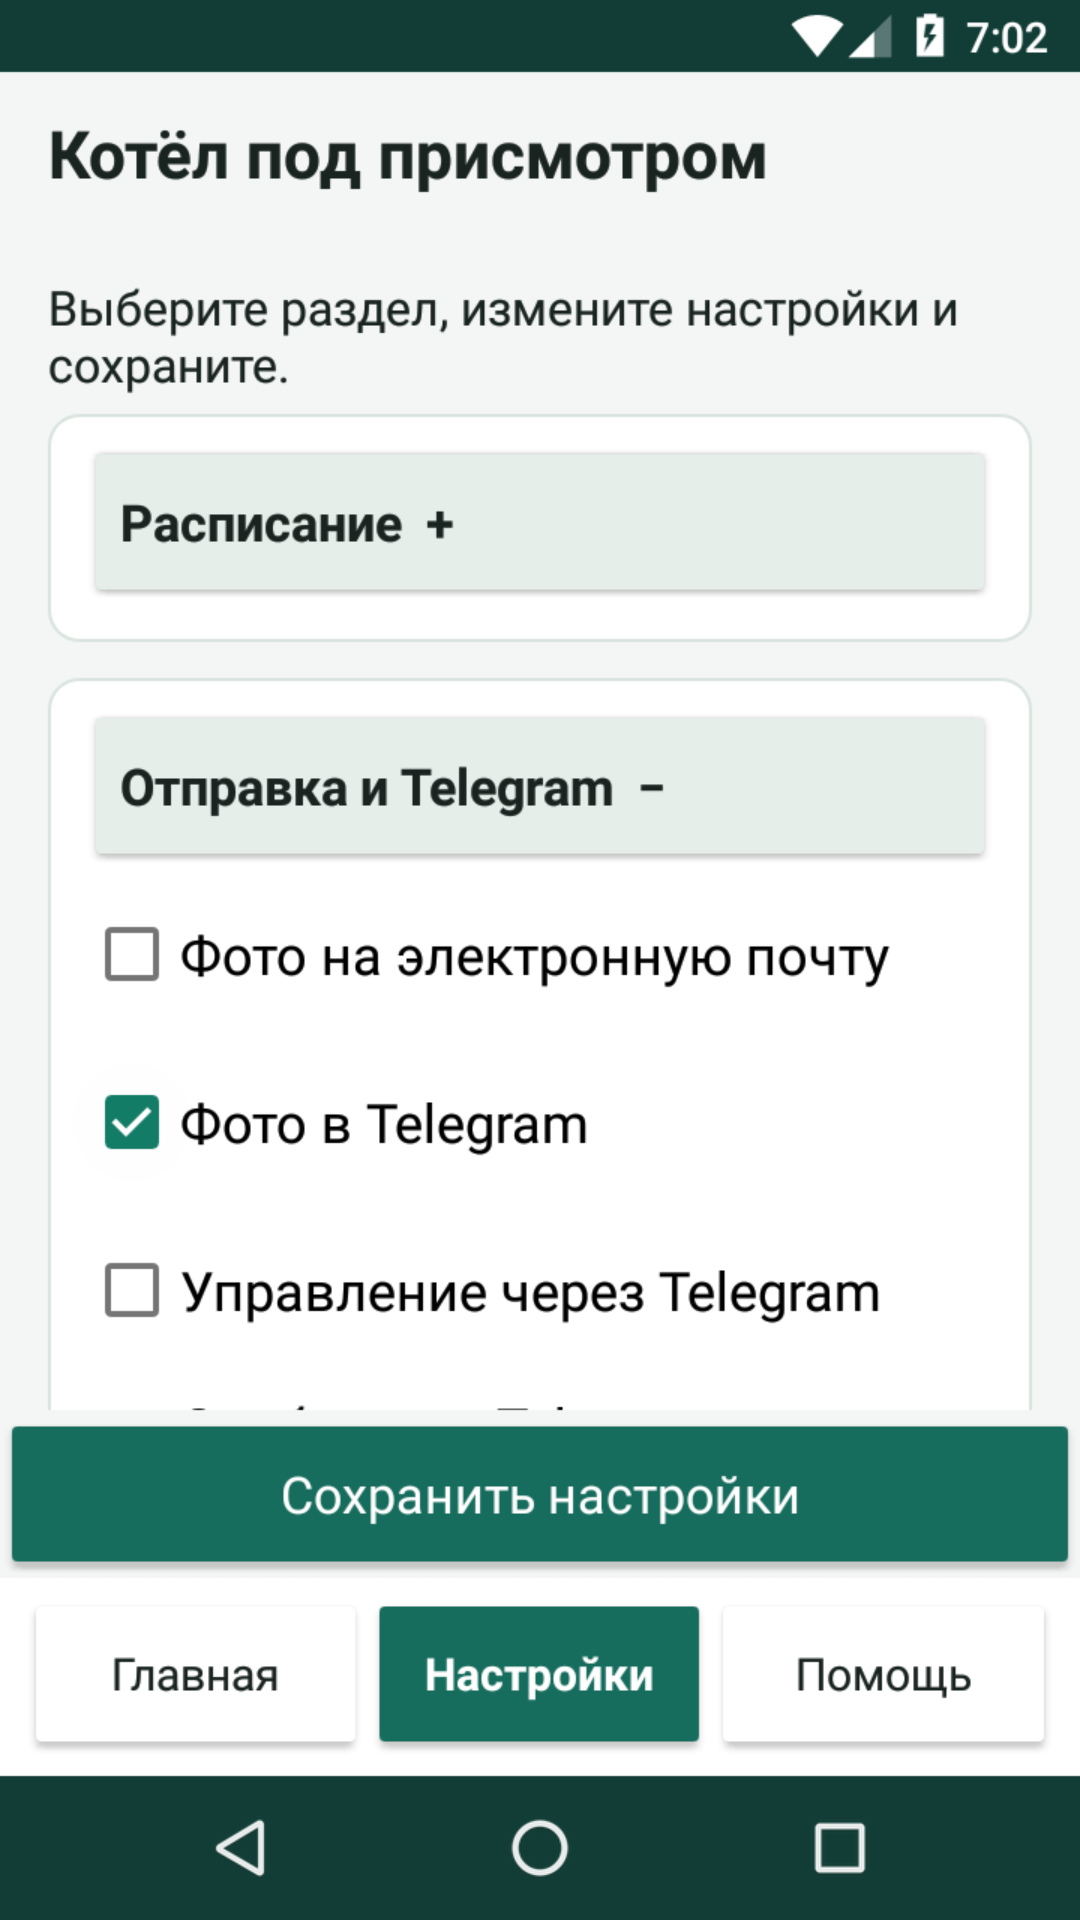 7:02
Котёл под присмотром
Выберите раздел, измените настройки и
сохраните.
Расписание +
Отправка и Telegram −
Фото на электронную почту
Фото в Telegram
Управление через Telegram
Сохранить настройки
Главная
Настройки
Помощь